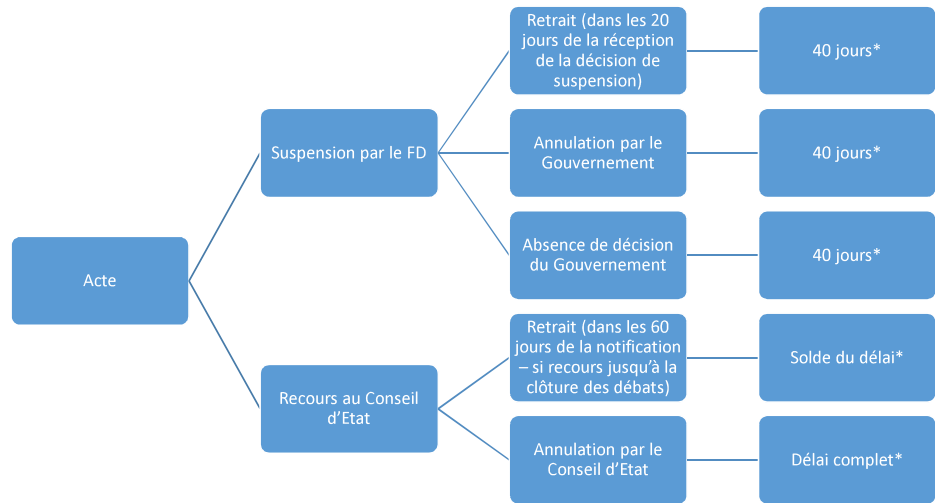 Acte
Suspension par le FD
Retrait (dans les 20
jours de la réception
de la décision de
suspension)
40 jours*
Annulation par le
Gouvernement
40 jours*
Absence de décision
du Gouvernement
40 jours*
Recours au Conseil
d’Etat
Retrait (dans les 60
jours de la notification
– si recours jusqu’à la
clôture des débats)
Solde du délai*
Annulation par le
Conseil d’Etat
Délai complet*